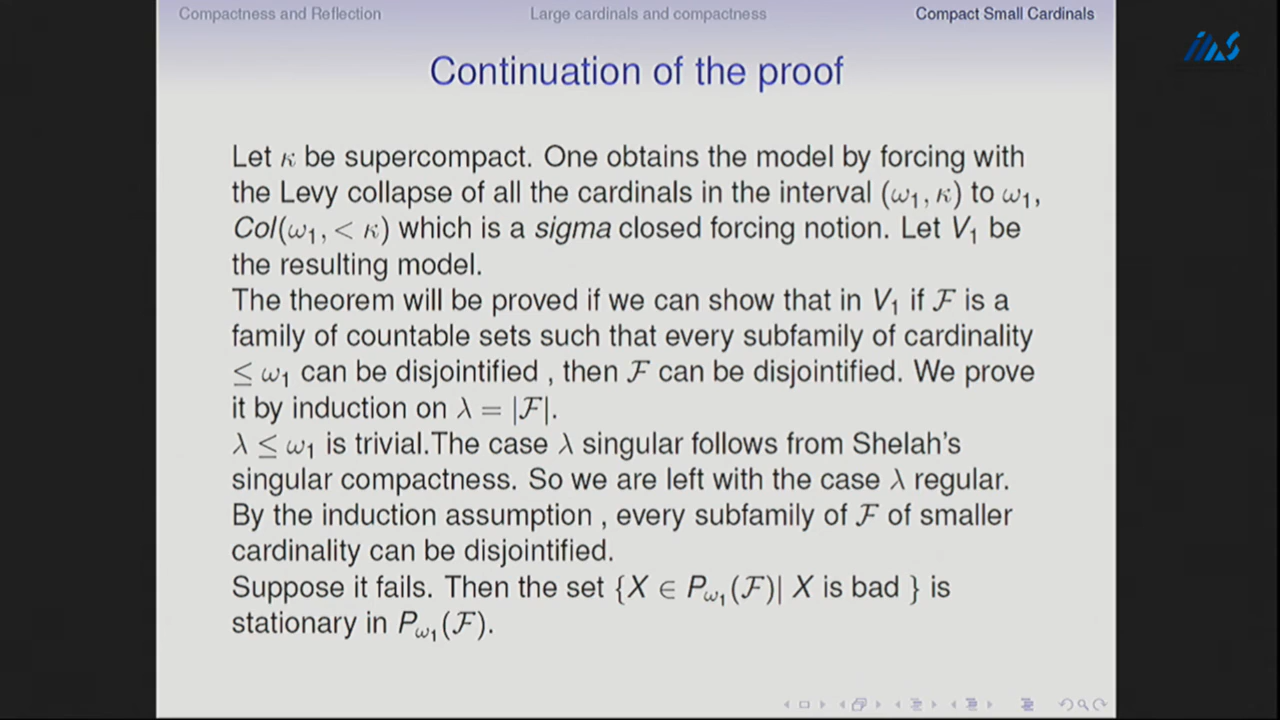 Compactness and Reflection Large cardinals and compactness Compact Small Cardinals
Continuation of the proof
Let κ be supercompact. One obtains the model by forcing with
the Levy collapse of all the cardinals in the interval (ω₁, κ) to ω₁,
Col(ω₁, < κ) which is a sigma closed forcing notion. Let V₁ be
the resulting model.
The theorem will be proved if we can show that in V₁ if ℱ is a
family of countable sets such that every subfamily of cardinality
≤ ω₁ can be disjointified , then ℱ can be disjointified. We prove
it by induction on λ = |ℱ|.
λ ≤ ω₁ is trivial.The case λ singular follows from Shelah's
singular compactness. So we are left with the case λ regular.
By the induction assumption , every subfamily of ℱ of smaller
cardinality can be disjointified.
Suppose it fails. Then the set {X ∈ P_{ω₁}(ℱ)| X is bad } is
stationary in P_{ω₁}(ℱ).